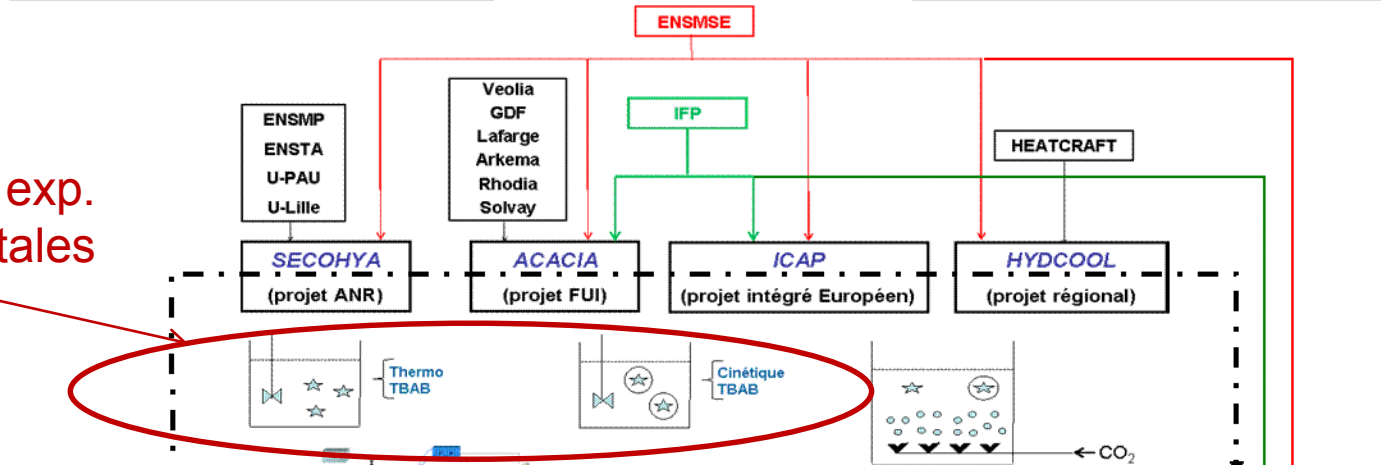 ENSMSE
ENSMP
ENSTA
U-PAU
U-Lille
Veolia
GDF
Lafarge
Arkema
Rhodia
Solvay
IFP
HEATCRAFT
exp.
tales
SECOHYA
(projet ANR)
ACACIA
(projet FUI)
ICAP
(projet intégré Européen)
HYDCOOL
(projet régional)
Thermo
TBAB
Cinétique
TBAB
CO₂